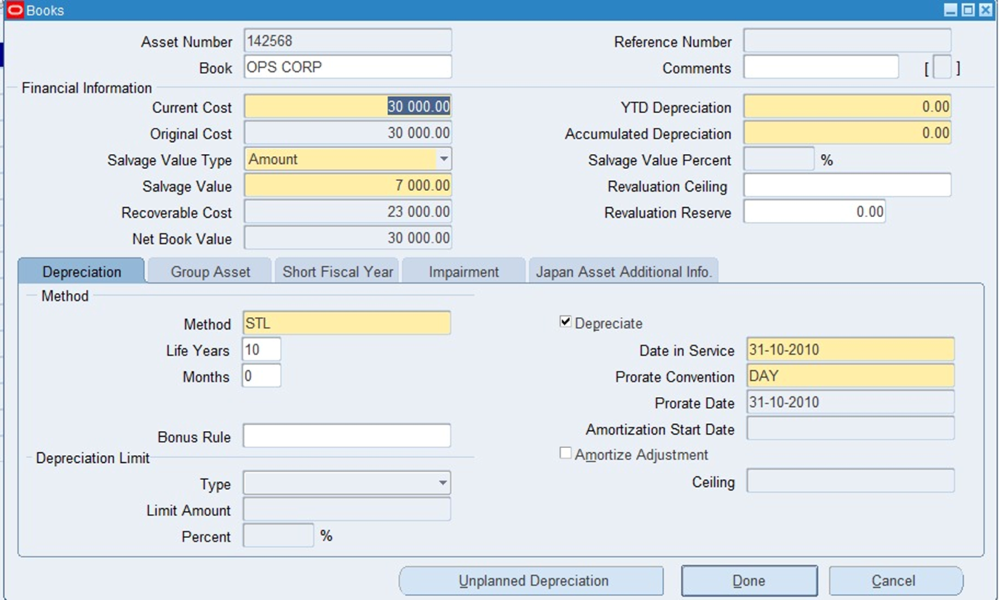 Books
Asset Number 142568 Reference Number
Book OPS CORP Comments [ ]
Financial Information
Current Cost 30 000.00 YTD Depreciation 0.00
Original Cost 30 000.00 Accumulated Depreciation 0.00
Salvage Value Type Amount Salvage Value Percent %
Salvage Value 7 000.00 Revaluation Ceiling
Recoverable Cost 23 000.00 Revaluation Reserve 0.00
Net Book Value 30 000.00
Depreciation Group Asset Short Fiscal Year Impairment Japan Asset Additional Info.
Method
Method STL Depreciate
Life Years 10 Date in Service 31-10-2010
Months 0 Prorate Convention DAY
Prorate Date 31-10-2010
Bonus Rule Amortization Start Date
Depreciation Limit Amortize Adjustment
Type Ceiling
Limit Amount
Percent %
Unplanned Depreciation Done Cancel